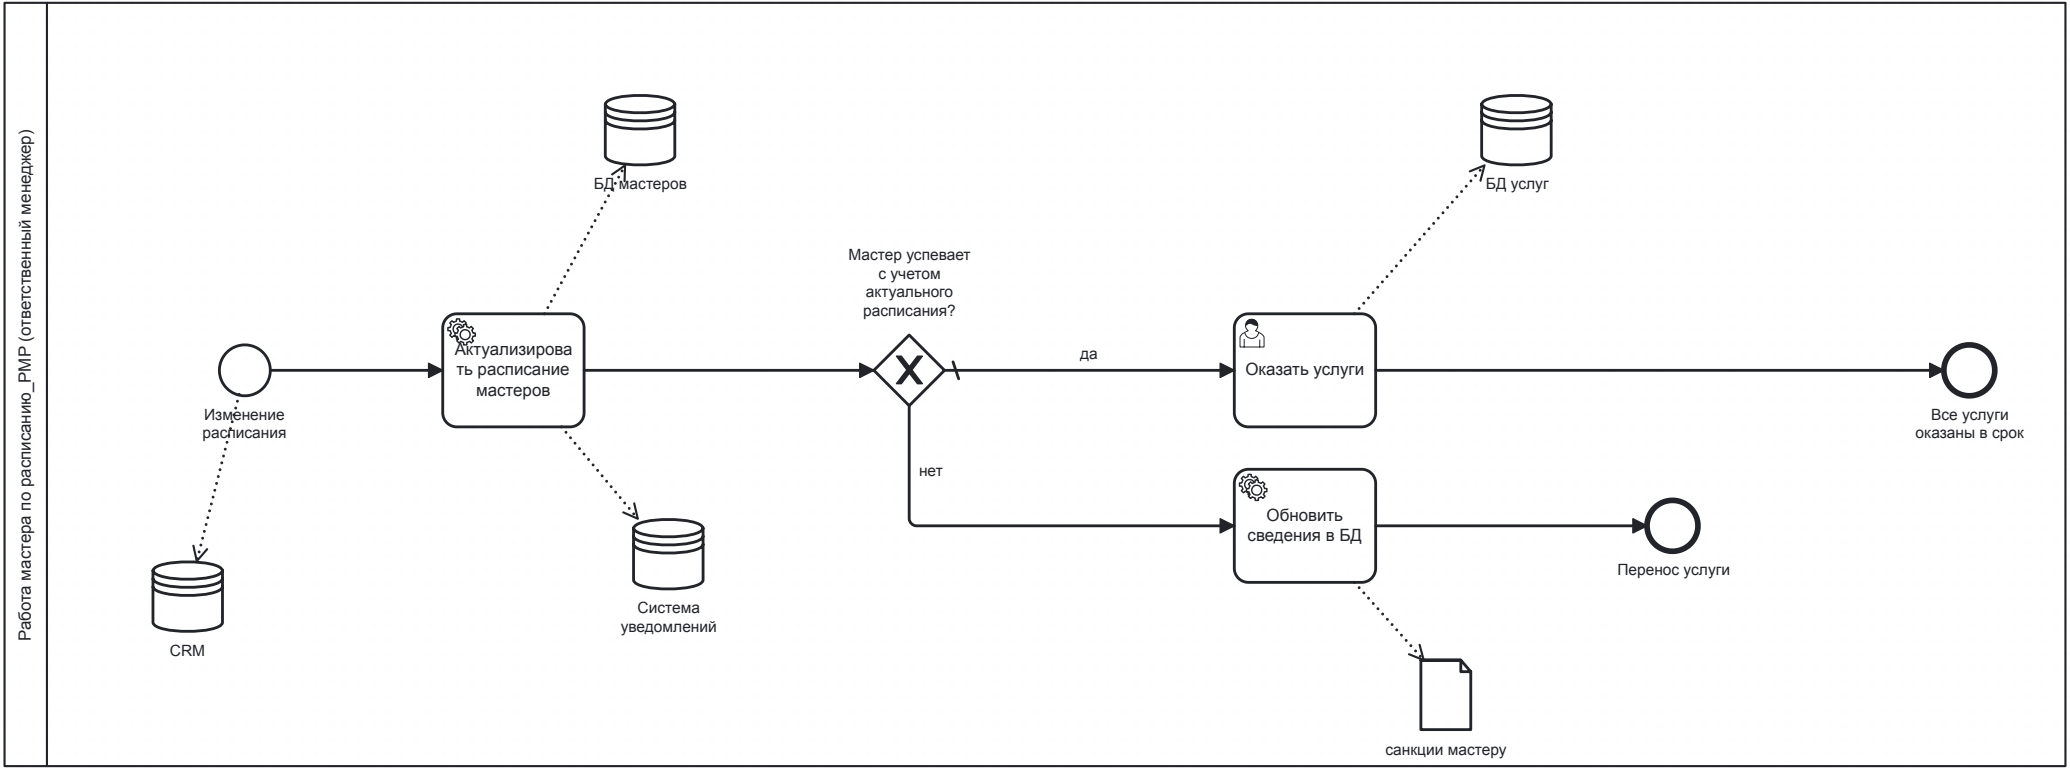 Работа мастера по расписанию_РМР (ответственный менеджер)
БД мастеров
БД услуг
Мастер успевает
с учетом
актуального
расписания?
Актуализирова
ть расписание
мастеров
да
Оказать услуги
Изменение
расписания
Все услуги
оказаны в срок
нет
Обновить
сведения в БД
Перенос услуги
Система
уведомлений
CRM
санкции мастеру